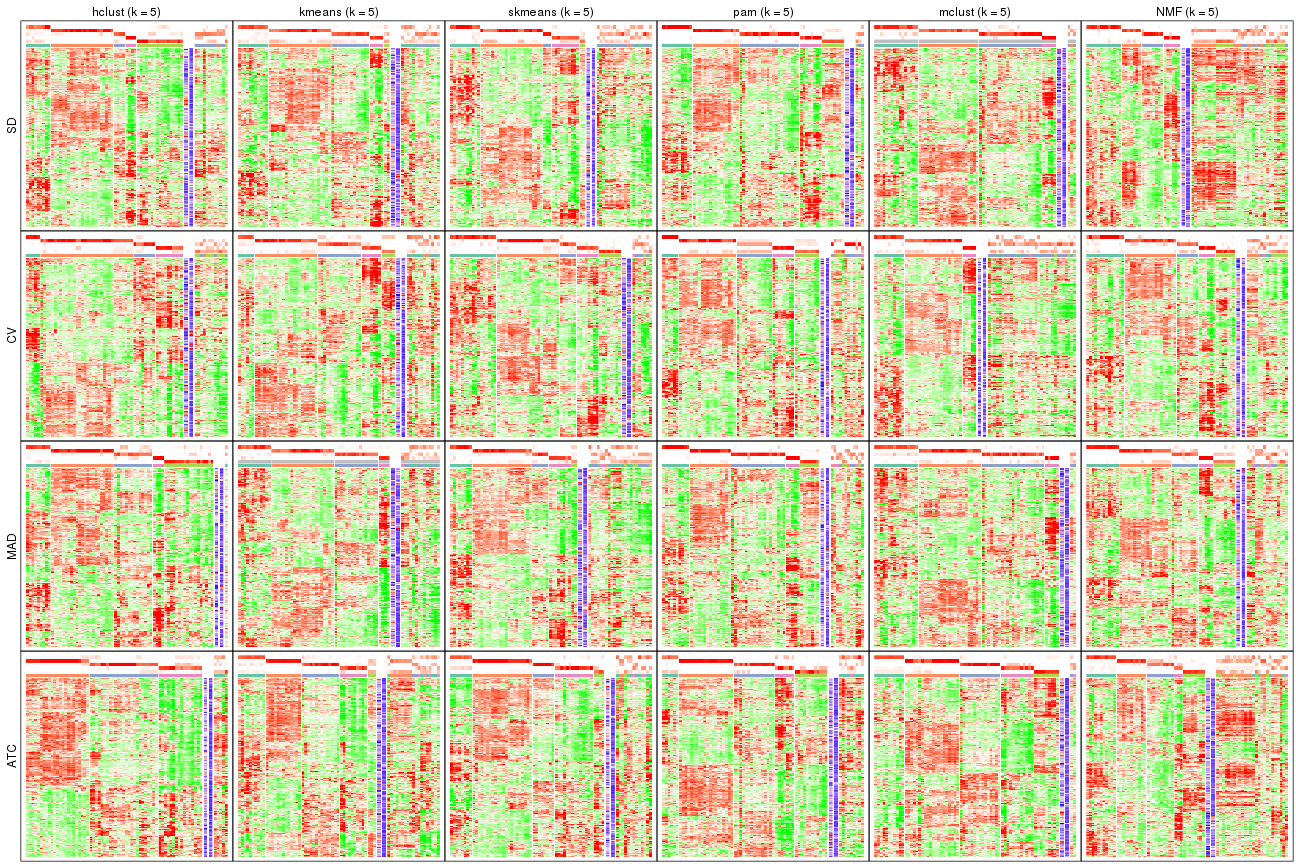 hclust (k = 5)
kmeans (k = 5)
skmeans (k = 5)
pam (k = 5)
mclust (k = 5)
NMF (k = 5)
SD
CV
MAD
ATC